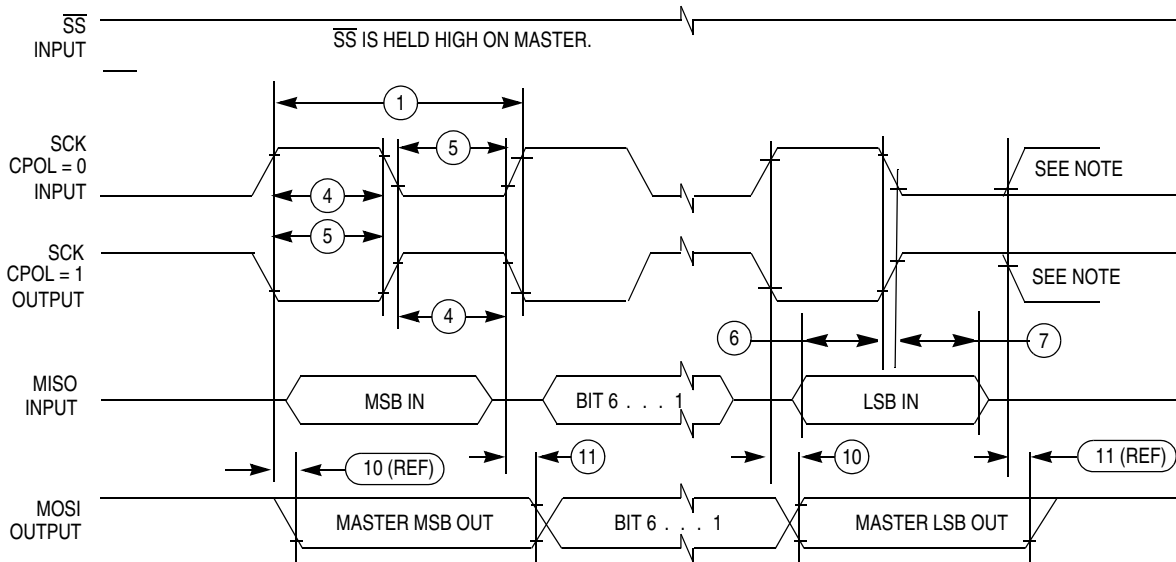 SS
INPUT
SS IS HELD HIGH ON MASTER.
1
SCK
CPOL = 0
INPUT
5
SEE NOTE
4
5
SCK
CPOL = 1
OUTPUT
SEE NOTE
4
6
7
MISO
INPUT
MSB IN
BIT 6 . . . 1
LSB IN
10 (REF)
11
10
11 (REF)
MOSI
OUTPUT
MASTER MSB OUT
BIT 6 . . . 1
MASTER LSB OUT